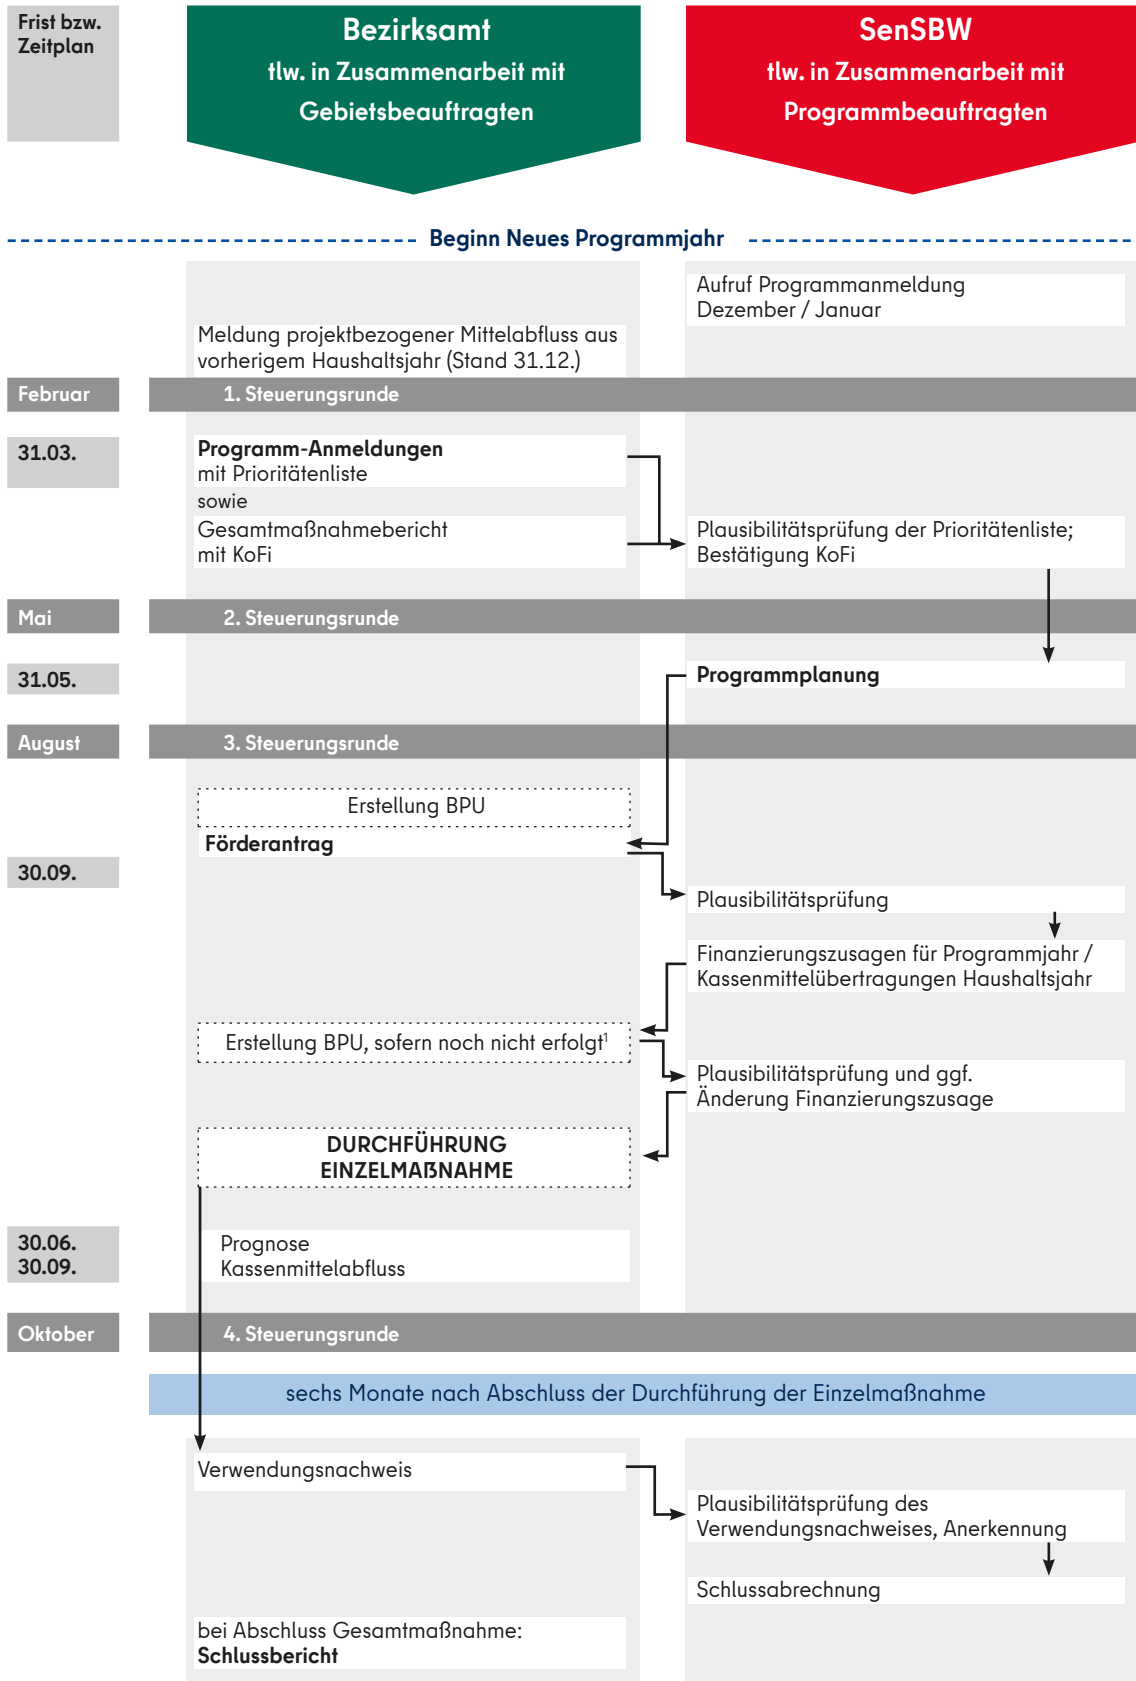 Frist bzw.
Zeitplan
Bezirksamt
tlw. in Zusammenarbeit mit
Gebietsbeauftragten
SenSBW
tlw. in Zusammenarbeit mit
Programmbeauftragten
Beginn Neues Programmjahr
Aufruf Programmanmeldung
Dezember / Januar
Meldung projektbezogener Mittelabfluss aus
vorherigem Haushaltsjahr (Stand 31.12.)
Februar
1. Steuerungsrunde
31.03.
Programm-Anmeldungen
mit Prioritätenliste
sowie
Gesamtmaßnahmebericht
mit KoFi
Plausibilitätsprüfung der Prioritätenliste;
Bestätigung KoFi
Mai
2. Steuerungsrunde
31.05.
Programmplanung
August
3. Steuerungsrunde
Erstellung BPU
Förderantrag
30.09.
Plausibilitätsprüfung
Finanzierungszusagen für Programmjahr /
Kassenmittelübertragungen Haushaltsjahr
Erstellung BPU, sofern noch nicht erfolgt¹
Plausibilitätsprüfung und ggf.
Änderung Finanzierungszusage
DURCHFÜHRUNG
EINZELMAẞNAHME
30.06.
30.09.
Prognose
Kassenmittelabfluss
Oktober
4. Steuerungsrunde
sechs Monate nach Abschluss der Durchführung der Einzelmaßnahme
Verwendungsnachweis
Plausibilitätsprüfung des
Verwendungsnachweises, Anerkennung
Schlussabrechnung
bei Abschluss Gesamtmaßnahme:
Schlussbericht